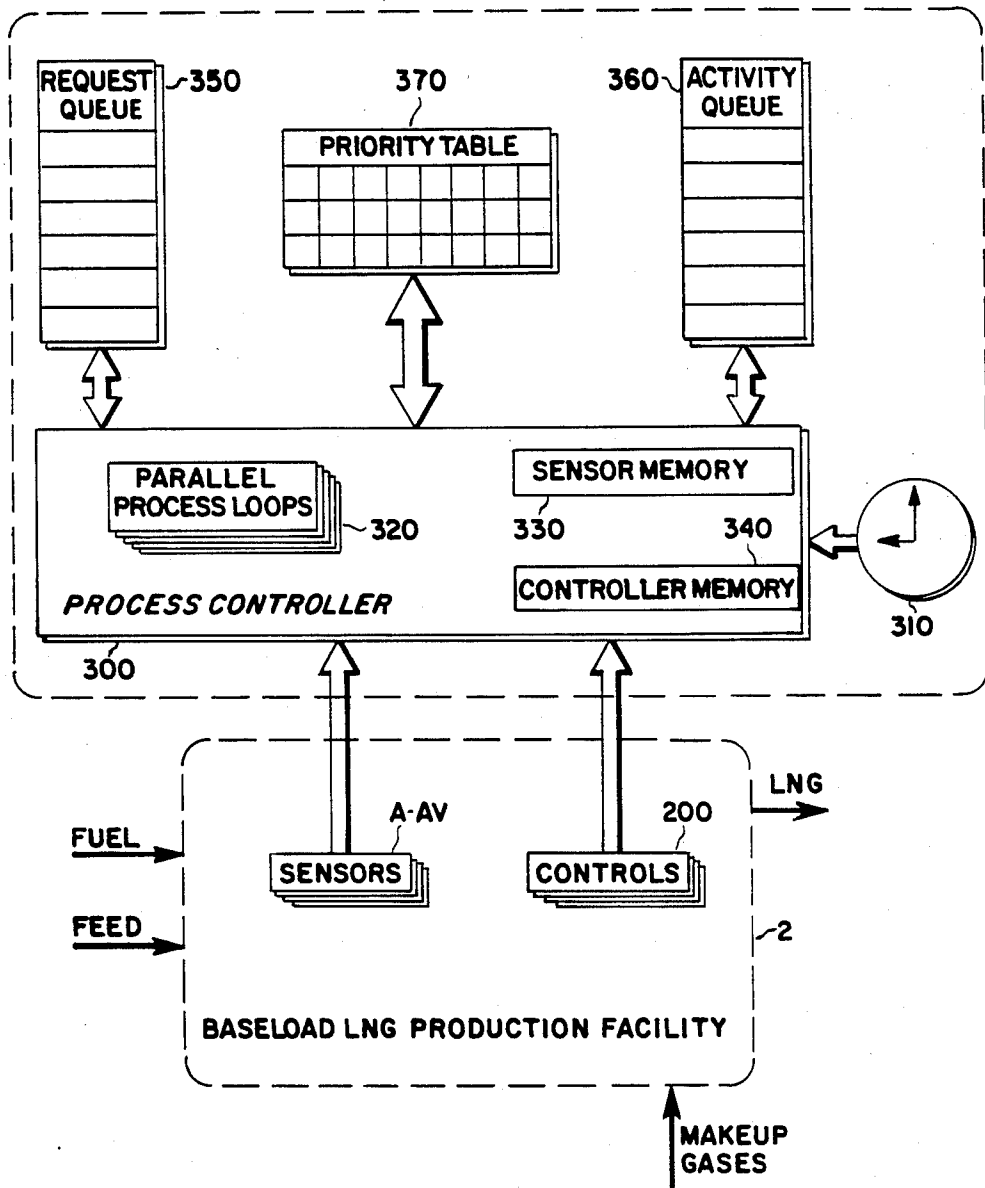 REQUEST
QUEUE
350
370
PRIORITY TABLE
360
ACTIVITY
QUEUE
PARALLEL
PROCESS LOOPS
320
SENSOR MEMORY
330
340
CONTROLLER MEMORY
PROCESS CONTROLLER
300
310
LNG
A-AV
200
FUEL
SENSORS
CONTROLS
FEED
2
BASELOAD LNG PRODUCTION FACILITY
MAKEUP
GASES